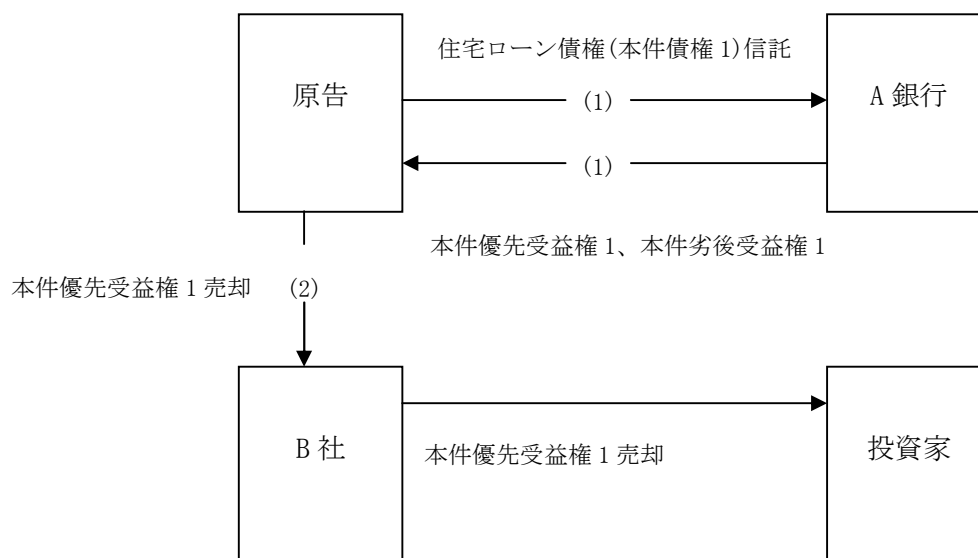 住宅ローン債権(本件債権1)信託
原告
(1)
A 銀行
(1)
本件優先受益権1、本件劣後受益権1
本件優先受益権1売却
(2)
B 社
本件優先受益権1売却
投資家